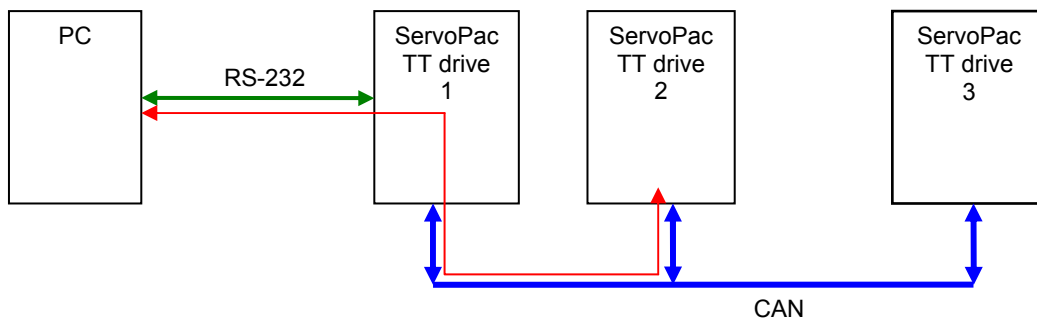 PC
RS-232
ServoPac
TT drive
1
ServoPac
TT drive
2
ServoPac
TT drive
3
CAN